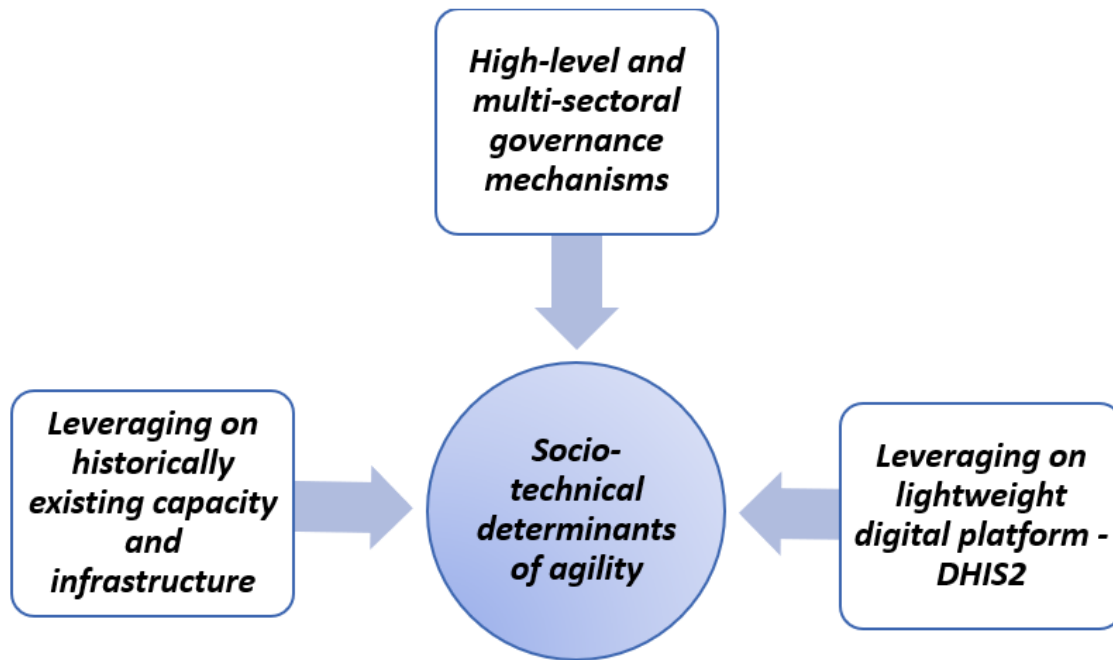 High-level and
multi-sectoral
governance
mechanisms
Leveraging on
historically
existing capacity
and
infrastructure
Socio-
technical
determinants
of agility
Leveraging on
lightweight
digital platform -
DHIS2